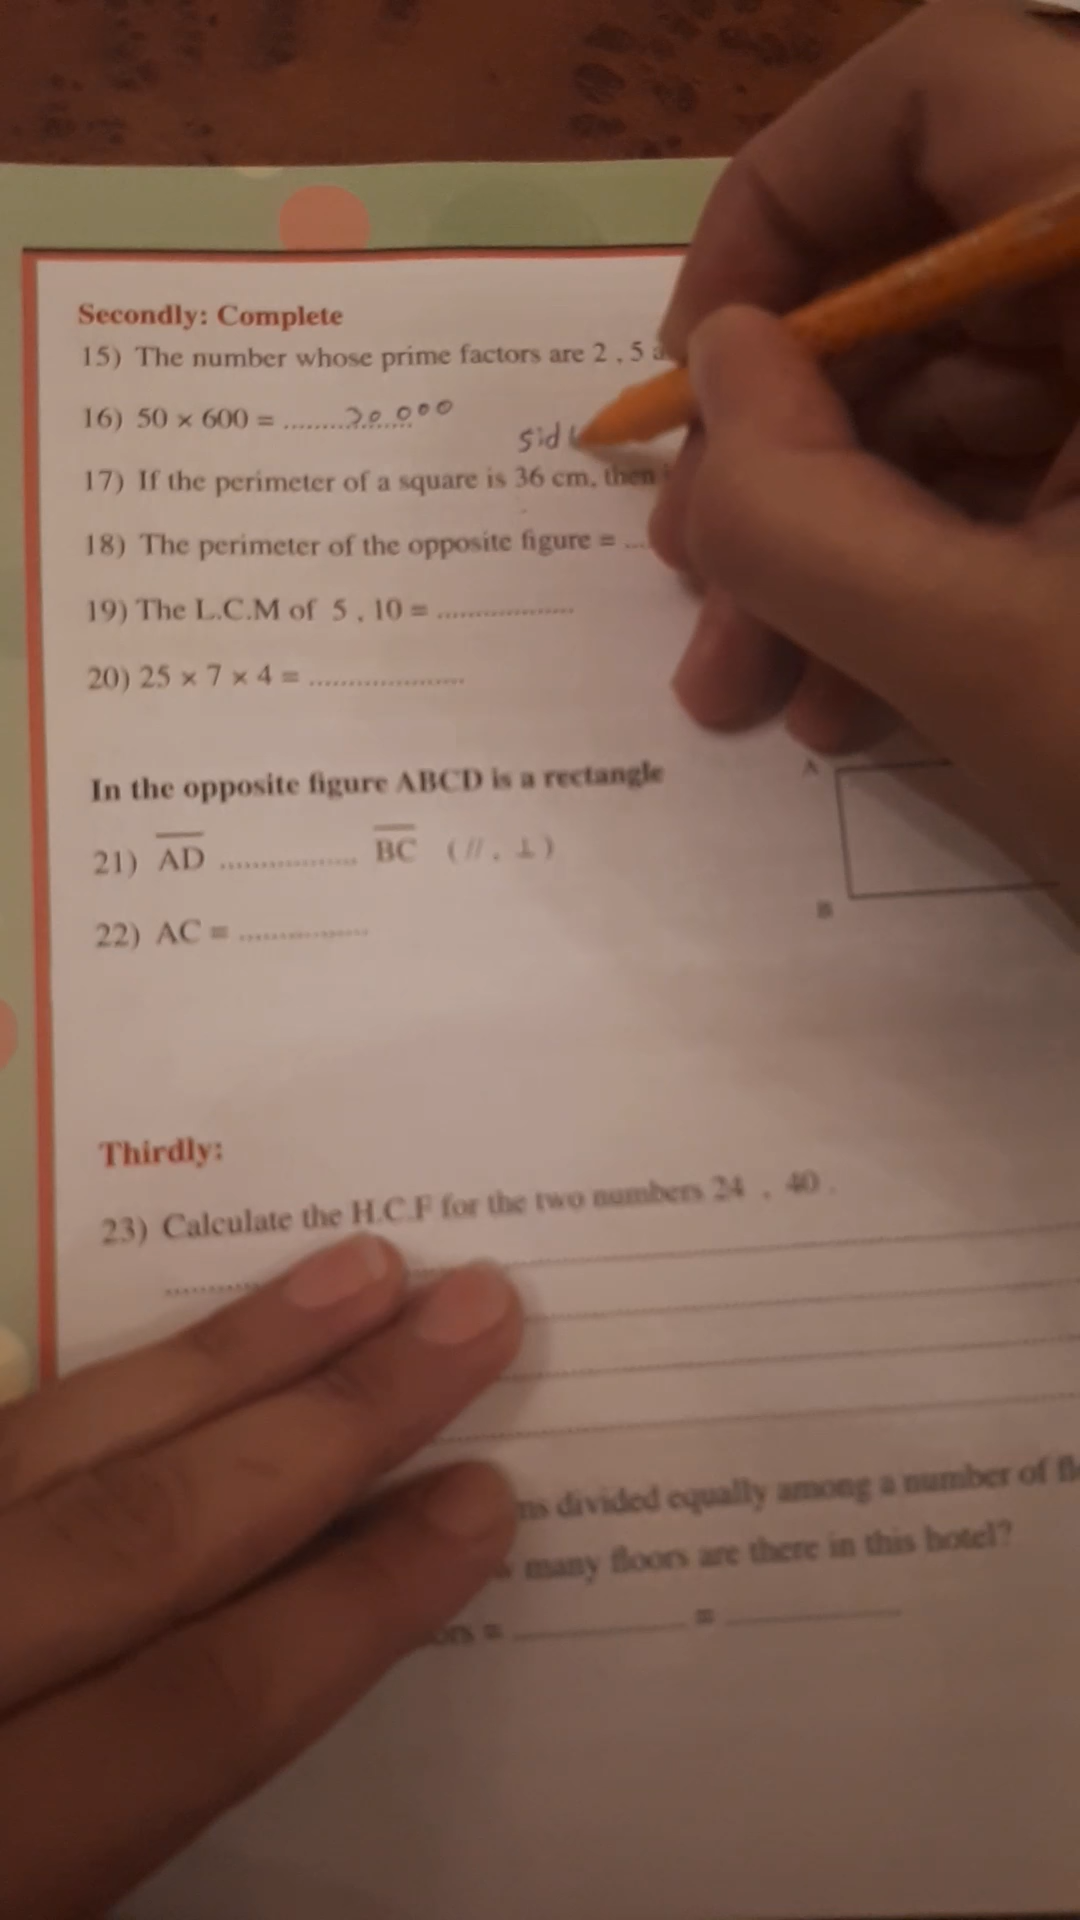 Secondly: Complete
15) The number whose prime factors are 2 , 5
16) 50 × 600 = ........30,000
sid
17) If the perimeter of a square is 36 cm, then
18) The perimeter of the opposite figure = ...
19) The L.C.M of 5 , 10 = ..................
20) 25 × 7 × 4 = ....................
In the opposite figure ABCD is a rectangle
A
21) AD ................ BC ( // , ⊥ )
B
22) AC = ................
Thirdly:
23) Calculate the H.C.F for the two numbers 24 , 40 .
divided equally among a number of
many floors are there in this hotel?
= ____________ = ____________